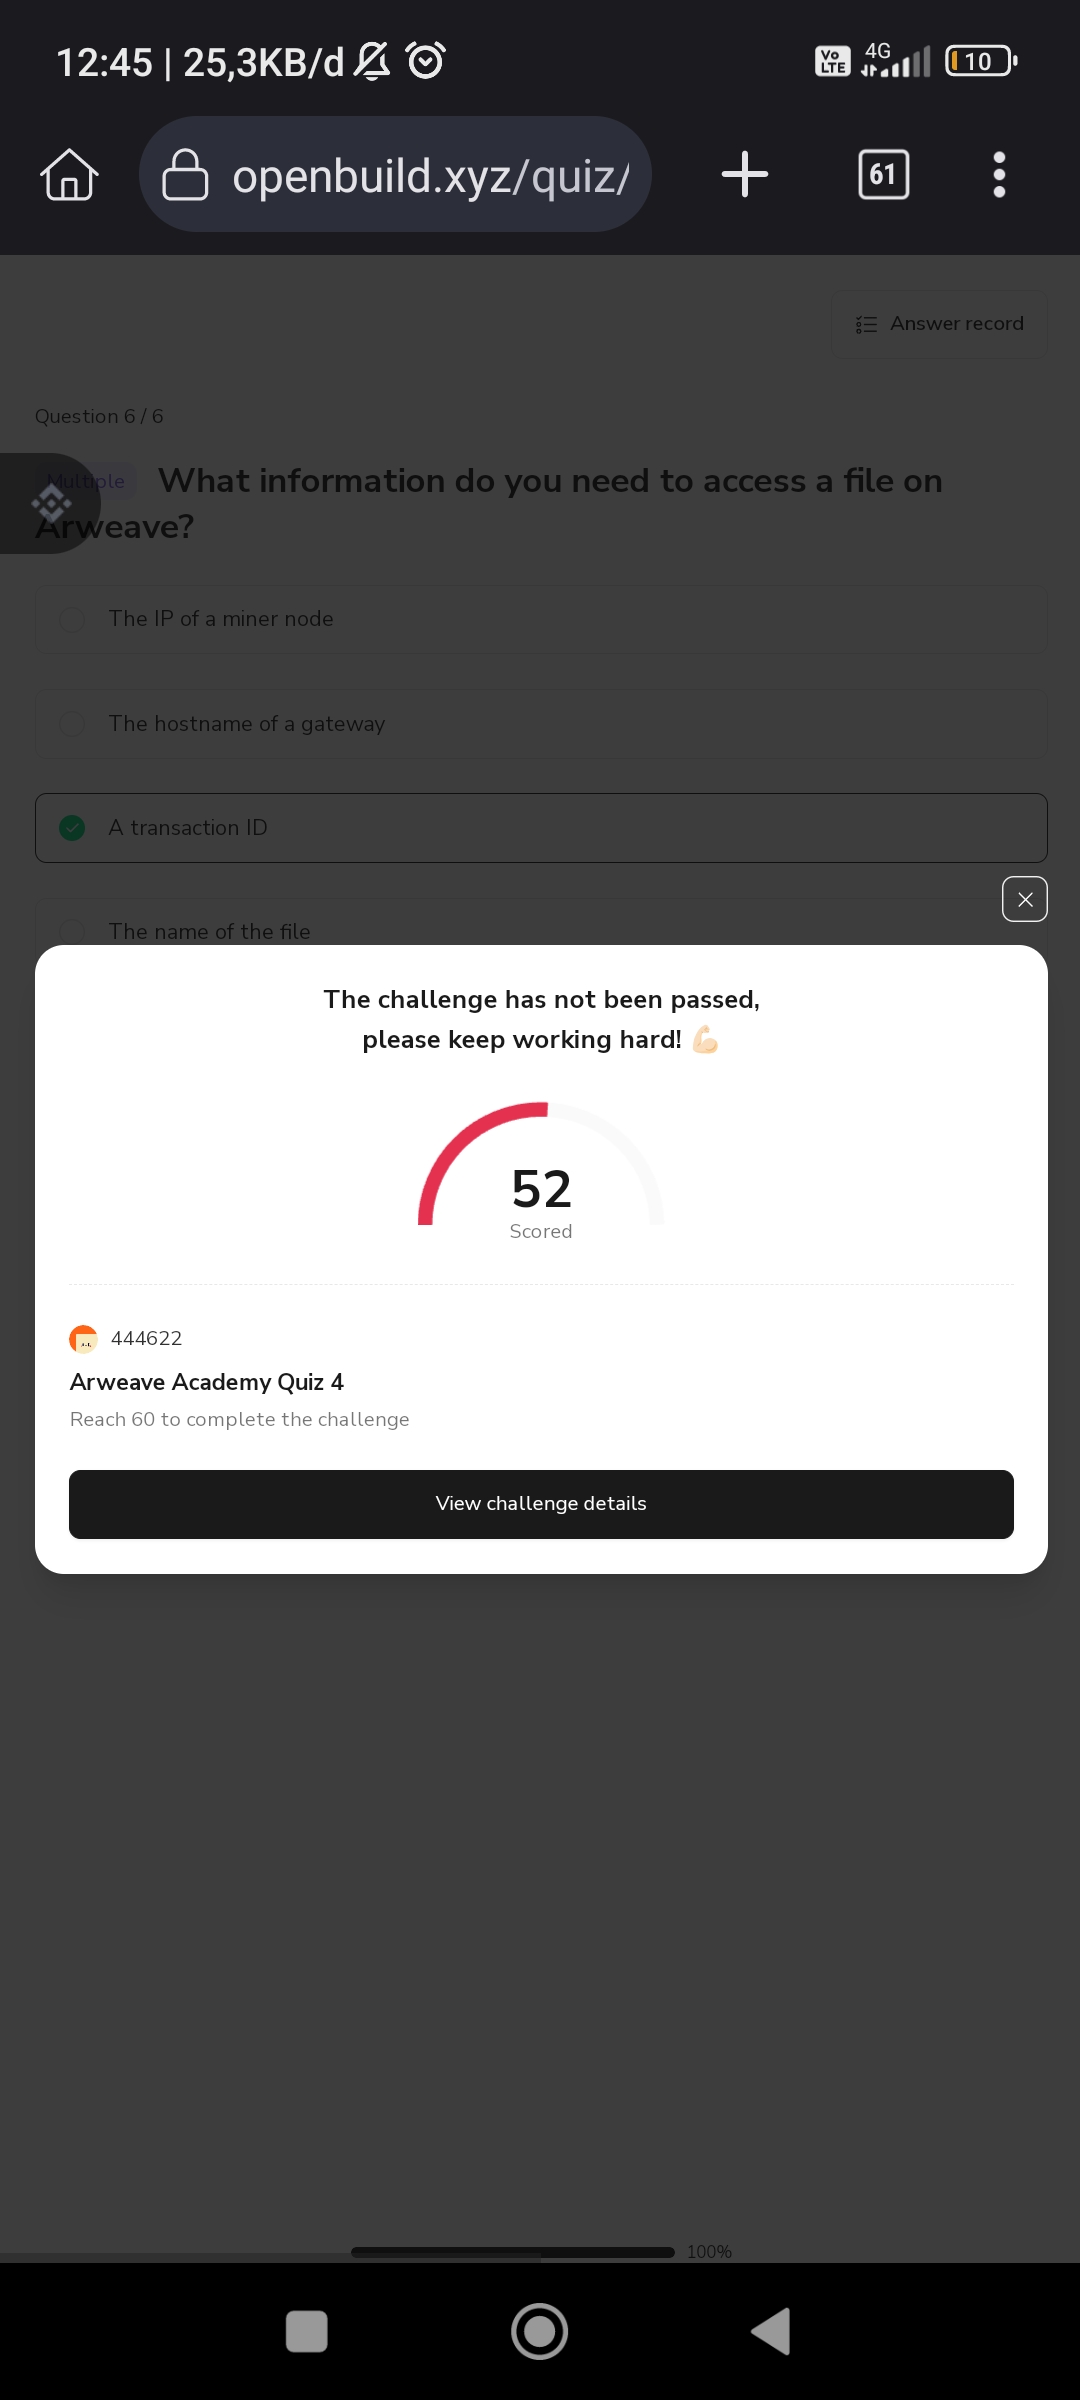 12:45 | 25,3KB/d
Vo LTE 4G 10
openbuild.xyz/quiz/
61
Answer record
Question 6 / 6
Multiple What information do you need to access a file on
Arweave?
The IP of a miner node
The hostname of a gateway
A transaction ID
The name of the file
The challenge has not been passed,
please keep working hard! 💪🏻
52
Scored
444622
Arweave Academy Quiz 4
Reach 60 to complete the challenge
View challenge details
100%